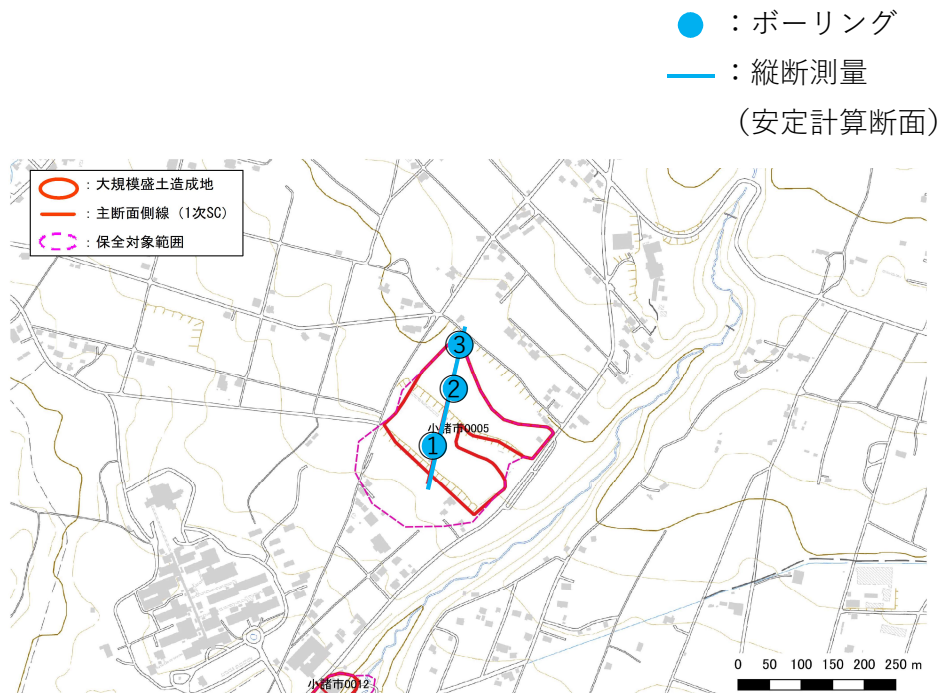 ：ボーリング
：縦断測量
（安定計算断面）
：大規模盛土造成地
：主断面側線（1次SC）
：保全対象範囲
3
2
小諸市0005
1
小諸市0012
0 50 100 150 200 250 m